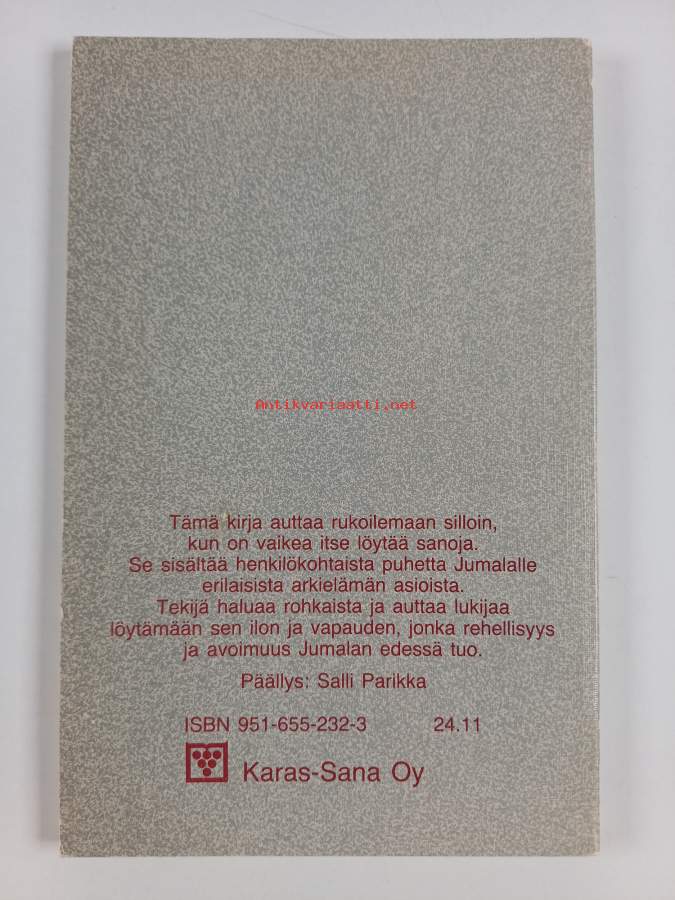 Antikvariaatti.net
Tämä kirja auttaa rukoilemaan silloin,
kun on vaikea itse löytää sanoja.
Se sisältää henkilökohtaista puhetta Jumalalle
erilaisista arkielämän asioista.
Tekijä haluaa rohkaista ja auttaa lukijaa
löytämään sen ilon ja vapauden, jonka rehellisyys
ja avoimuus Jumalan edessä tuo.
Päällys: Salli Parikka
ISBN 951-655-232-3 24.11
Karas-Sana Oy